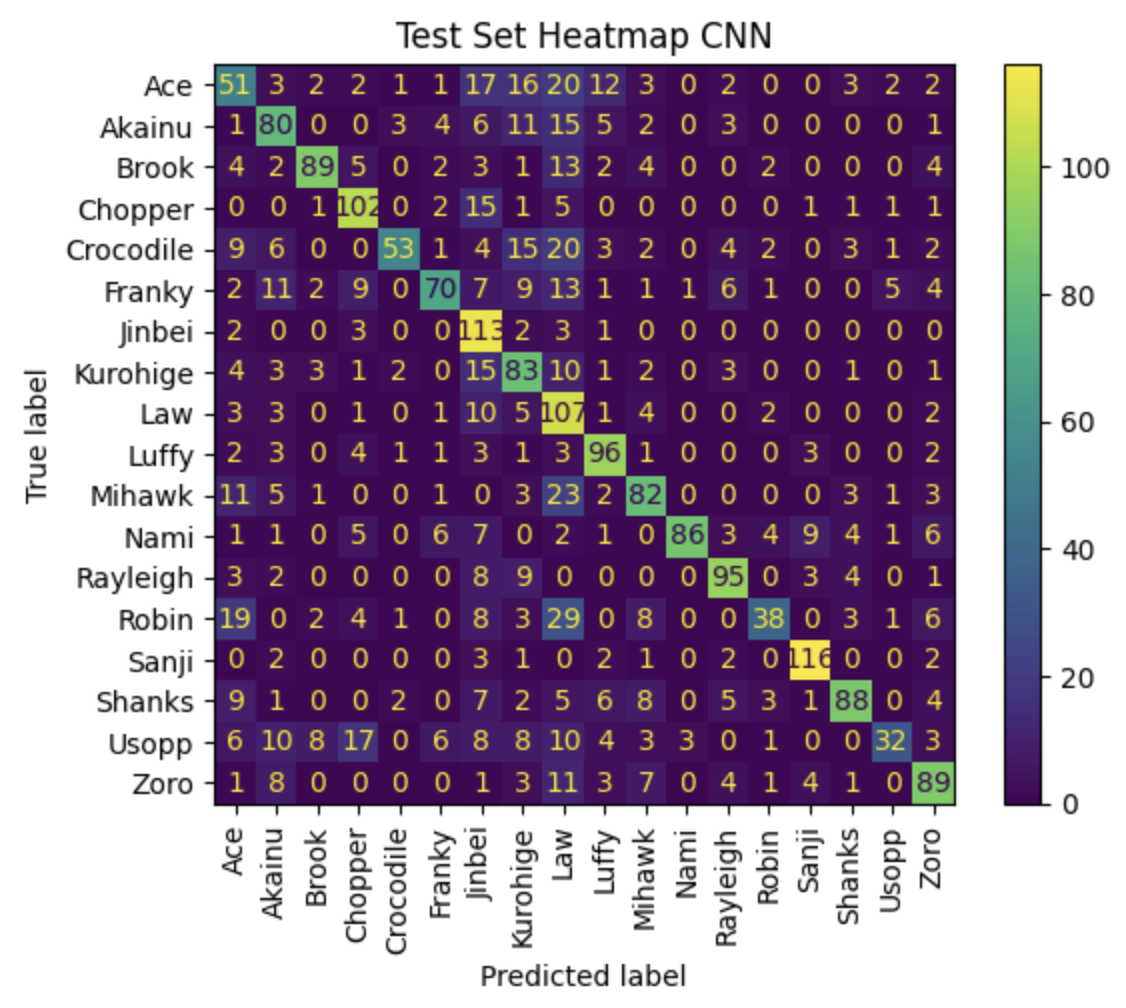 Test Set Heatmap CNN
Ace 51 3 2 2 1 1 17 16 20 12 3 0 2 0 0 3 2 2
Akainu 1 80 0 0 3 4 6 11 15 5 2 0 3 0 0 0 0 1
Brook 4 2 89 5 0 2 3 1 13 2 4 0 0 2 0 0 0 4
100
Chopper 0 0 1 102 0 2 15 1 5 0 0 0 0 0 1 1 1 1
Crocodile 9 6 0 0 53 1 4 15 20 3 2 0 4 2 0 3 1 2
Franky 2 11 2 9 0 70 7 9 13 1 1 1 6 1 0 0 5 4
80
Jinbei 2 0 0 3 0 0 113 2 3 1 0 0 0 0 0 0 0 0
Kurohige 4 3 3 1 2 0 15 83 10 1 2 0 3 0 0 1 0 1
True label
Law 3 3 0 1 0 1 10 5 107 1 4 0 0 2 0 0 0 2
60
Luffy 2 3 0 4 1 1 3 1 3 96 1 0 0 0 3 0 0 2
Mihawk 11 5 1 0 0 1 0 3 23 2 82 0 0 0 0 3 1 3
Nami 1 1 0 5 0 6 7 0 2 1 0 86 3 4 9 4 1 6
40
Rayleigh 3 2 0 0 0 0 8 9 0 0 0 0 95 0 3 4 0 1
Robin 19 0 2 4 1 0 8 3 29 0 8 0 0 38 0 3 1 6
Sanji 0 2 0 0 0 0 3 1 0 2 1 0 2 0 116 0 0 2
20
Shanks 9 1 0 0 2 0 7 2 5 6 8 0 5 3 1 88 0 4
Usopp 6 10 8 17 0 6 8 8 10 4 3 3 0 1 0 0 32 3
Zoro 1 8 0 0 0 0 1 3 11 3 7 0 4 1 4 1 0 89
0
Ace Akainu Brook Chopper Crocodile Franky Jinbei Kurohige Law Luffy Mihawk Nami Rayleigh Robin Sanji Shanks Usopp Zoro
Predicted label